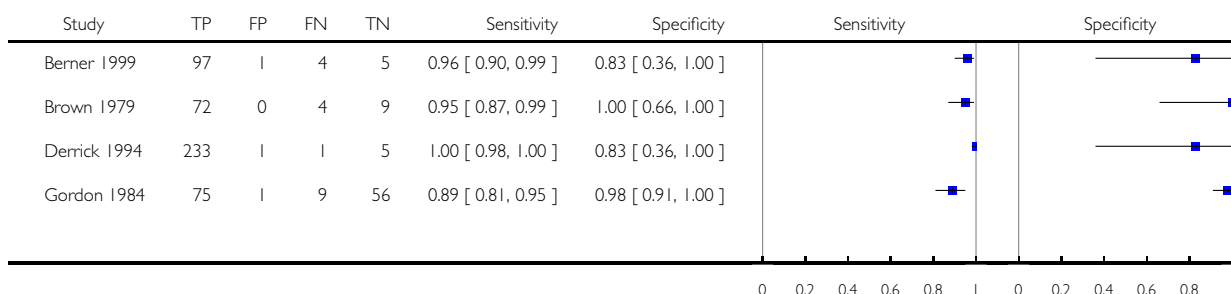 Study TP FP FN TN Sensitivity Specificity Sensitivity Specificity
Berner 1999 97 1 4 5 0.96 [ 0.90, 0.99 ] 0.83 [ 0.36, 1.00 ]
Brown 1979 72 0 4 9 0.95 [ 0.87, 0.99 ] 1.00 [ 0.66, 1.00 ]
Derrick 1994 233 1 1 5 1.00 [ 0.98, 1.00 ] 0.83 [ 0.36, 1.00 ]
Gordon 1984 75 1 9 56 0.89 [ 0.81, 0.95 ] 0.98 [ 0.91, 1.00 ]
0 0.2 0.4 0.6 0.8 1 0 0.2 0.4 0.6 0.8